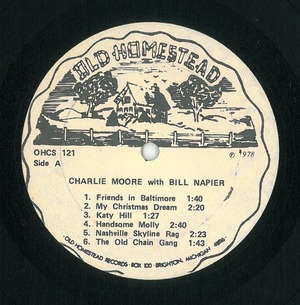 OLD HOMESTEAD
OHCS 121
Side A
℗ 1978
CHARLIE MOORE with BILL NAPIER
1. Friends in Baltimore 1:40
2. My Christmas Dream 2:20
3. Katy Hill 1:27
4. Handsome Molly 2:40
5. Nashville Skyline Rag 2:23
6. The Old Chain Gang 1:43
OLD HOMESTEAD RECORDS - BOX 100 - BRIGHTON, MICHIGAN 48116